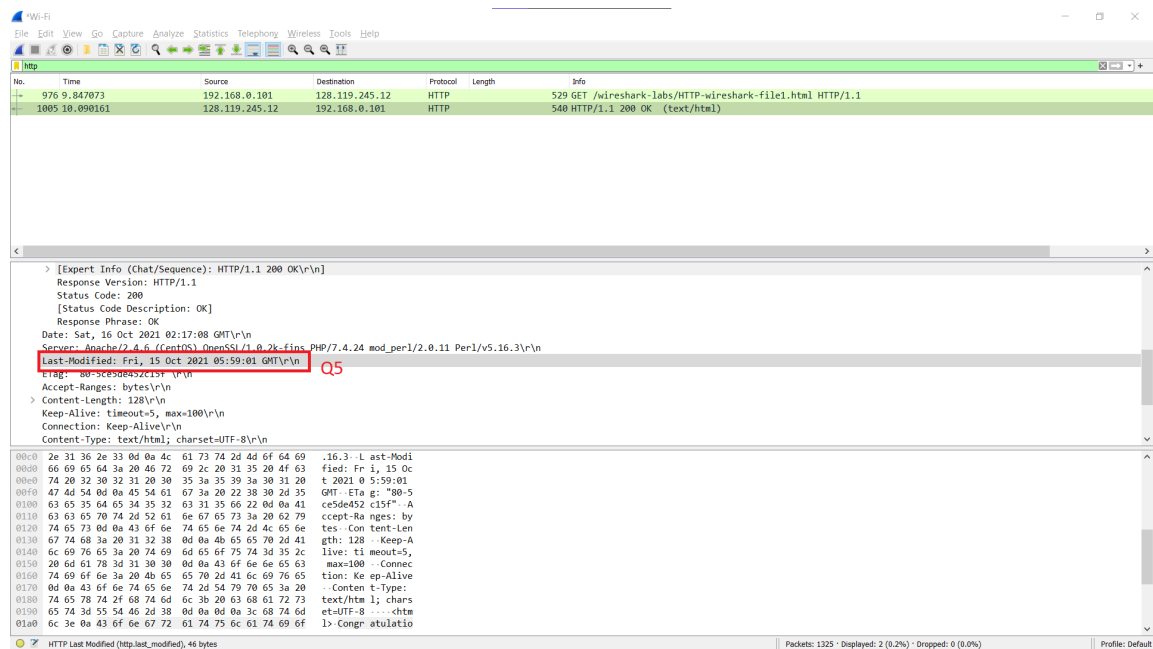 *Wi-Fi
File Edit View Go Capture Analyze Statistics Telephony Wireless Tools Help
http
No. Time Source Destination Protocol Length Info
976 9.847073 192.168.0.101 128.119.245.12 HTTP 529 GET /wireshark-labs/HTTP-wireshark-file1.html HTTP/1.1
1005 10.090161 128.119.245.12 192.168.0.101 HTTP 540 HTTP/1.1 200 OK (text/html)
[Expert Info (Chat/Sequence): HTTP/1.1 200 OK\r\n]
Response Version: HTTP/1.1
Status Code: 200
[Status Code Description: OK]
Response Phrase: OK
Date: Sat, 16 Oct 2021 02:17:08 GMT\r\n
Server: Apache/2.4.6 (CentOS) OpenSSL/1.0.2k-fips PHP/7.4.24 mod_perl/2.0.11 Perl/v5.16.3\r\n
Last-Modified: Fri, 15 Oct 2021 05:59:01 GMT\r\n
Q5
ETag: "80-5ce5de452c15f"\r\n
Accept-Ranges: bytes\r\n
Content-Length: 128\r\n
Keep-Alive: timeout=5, max=100\r\n
Connection: Keep-Alive\r\n
Content-Type: text/html; charset=UTF-8\r\n
00c0 2e 31 36 2e 33 0d 0a 4c 61 73 74 2d 4d 6f 64 69 .16.3··L ast-Modi
00d0 66 69 65 64 3a 20 46 72 69 2c 20 31 35 20 4f 63 fied: Fr i, 15 Oc
00e0 74 20 32 30 32 31 20 30 35 3a 35 39 3a 30 31 20 t 2021 0 5:59:01
00f0 47 4d 54 0d 0a 45 54 61 67 3a 20 22 38 30 2d 35 GMT··ETa g: "80-5
0100 63 65 35 64 65 34 35 32 63 31 35 66 22 0d 0a 41 ce5de452 c15f"··A
0110 63 63 65 70 74 2d 52 61 6e 67 65 73 3a 20 62 79 ccept-Ra nges: by
0120 74 65 73 0d 0a 43 6f 6e 74 65 6e 74 2d 4c 65 6e tes··Con tent-Len
0130 67 74 68 3a 20 31 32 38 0d 0a 4b 65 65 70 2d 41 gth: 128 ··Keep-A
0140 6c 69 76 65 3a 20 74 69 6d 65 6f 75 74 3d 35 2c live: ti meout=5,
0150 20 6d 61 78 3d 31 30 30 0d 0a 43 6f 6e 6e 65 63 max=100 ··Connec
0160 74 69 6f 6e 3a 20 4b 65 65 70 2d 41 6c 69 76 65 tion: Ke ep-Alive
0170 0d 0a 43 6f 6e 74 65 6e 74 2d 54 79 70 65 3a 20 ··Conten t-Type:
0180 74 65 78 74 2f 68 74 6d 6c 3b 20 63 68 61 72 73 text/htm l; chars
0190 65 74 3d 55 54 46 2d 38 0d 0a 0d 0a 3c 68 74 6d et=UTF-8 ····<htm
01a0 6c 3e 0a 43 6f 6e 67 72 61 74 75 6c 61 74 69 6f l>·Congr atulatio
HTTP Last Modified (http.last_modified), 46 bytes Packets: 1325 · Displayed: 2 (0.2%) · Dropped: 0 (0.0%) Profile: Default